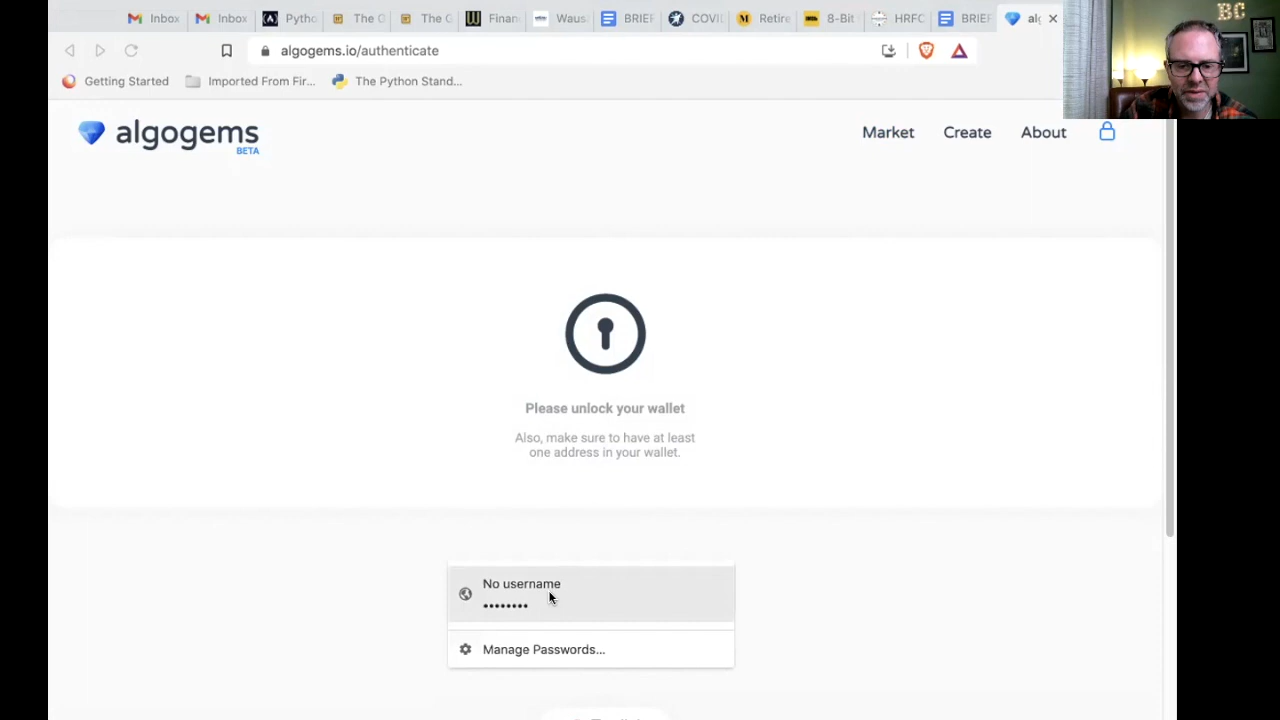 Inbox
Inbox
Pytho
The O
The O
Finan
Waus
BRIEF
COVI
Retire
8-Bit
HRFC
BRIEF
alg
algogems.io/authenticate
Getting Started
Imported From Fir...
The Python Stand...
BC
algogems
BETA
Market
Create
About
Please unlock your wallet
Also, make sure to have at least
one address in your wallet.
No username
••••••••
Manage Passwords...